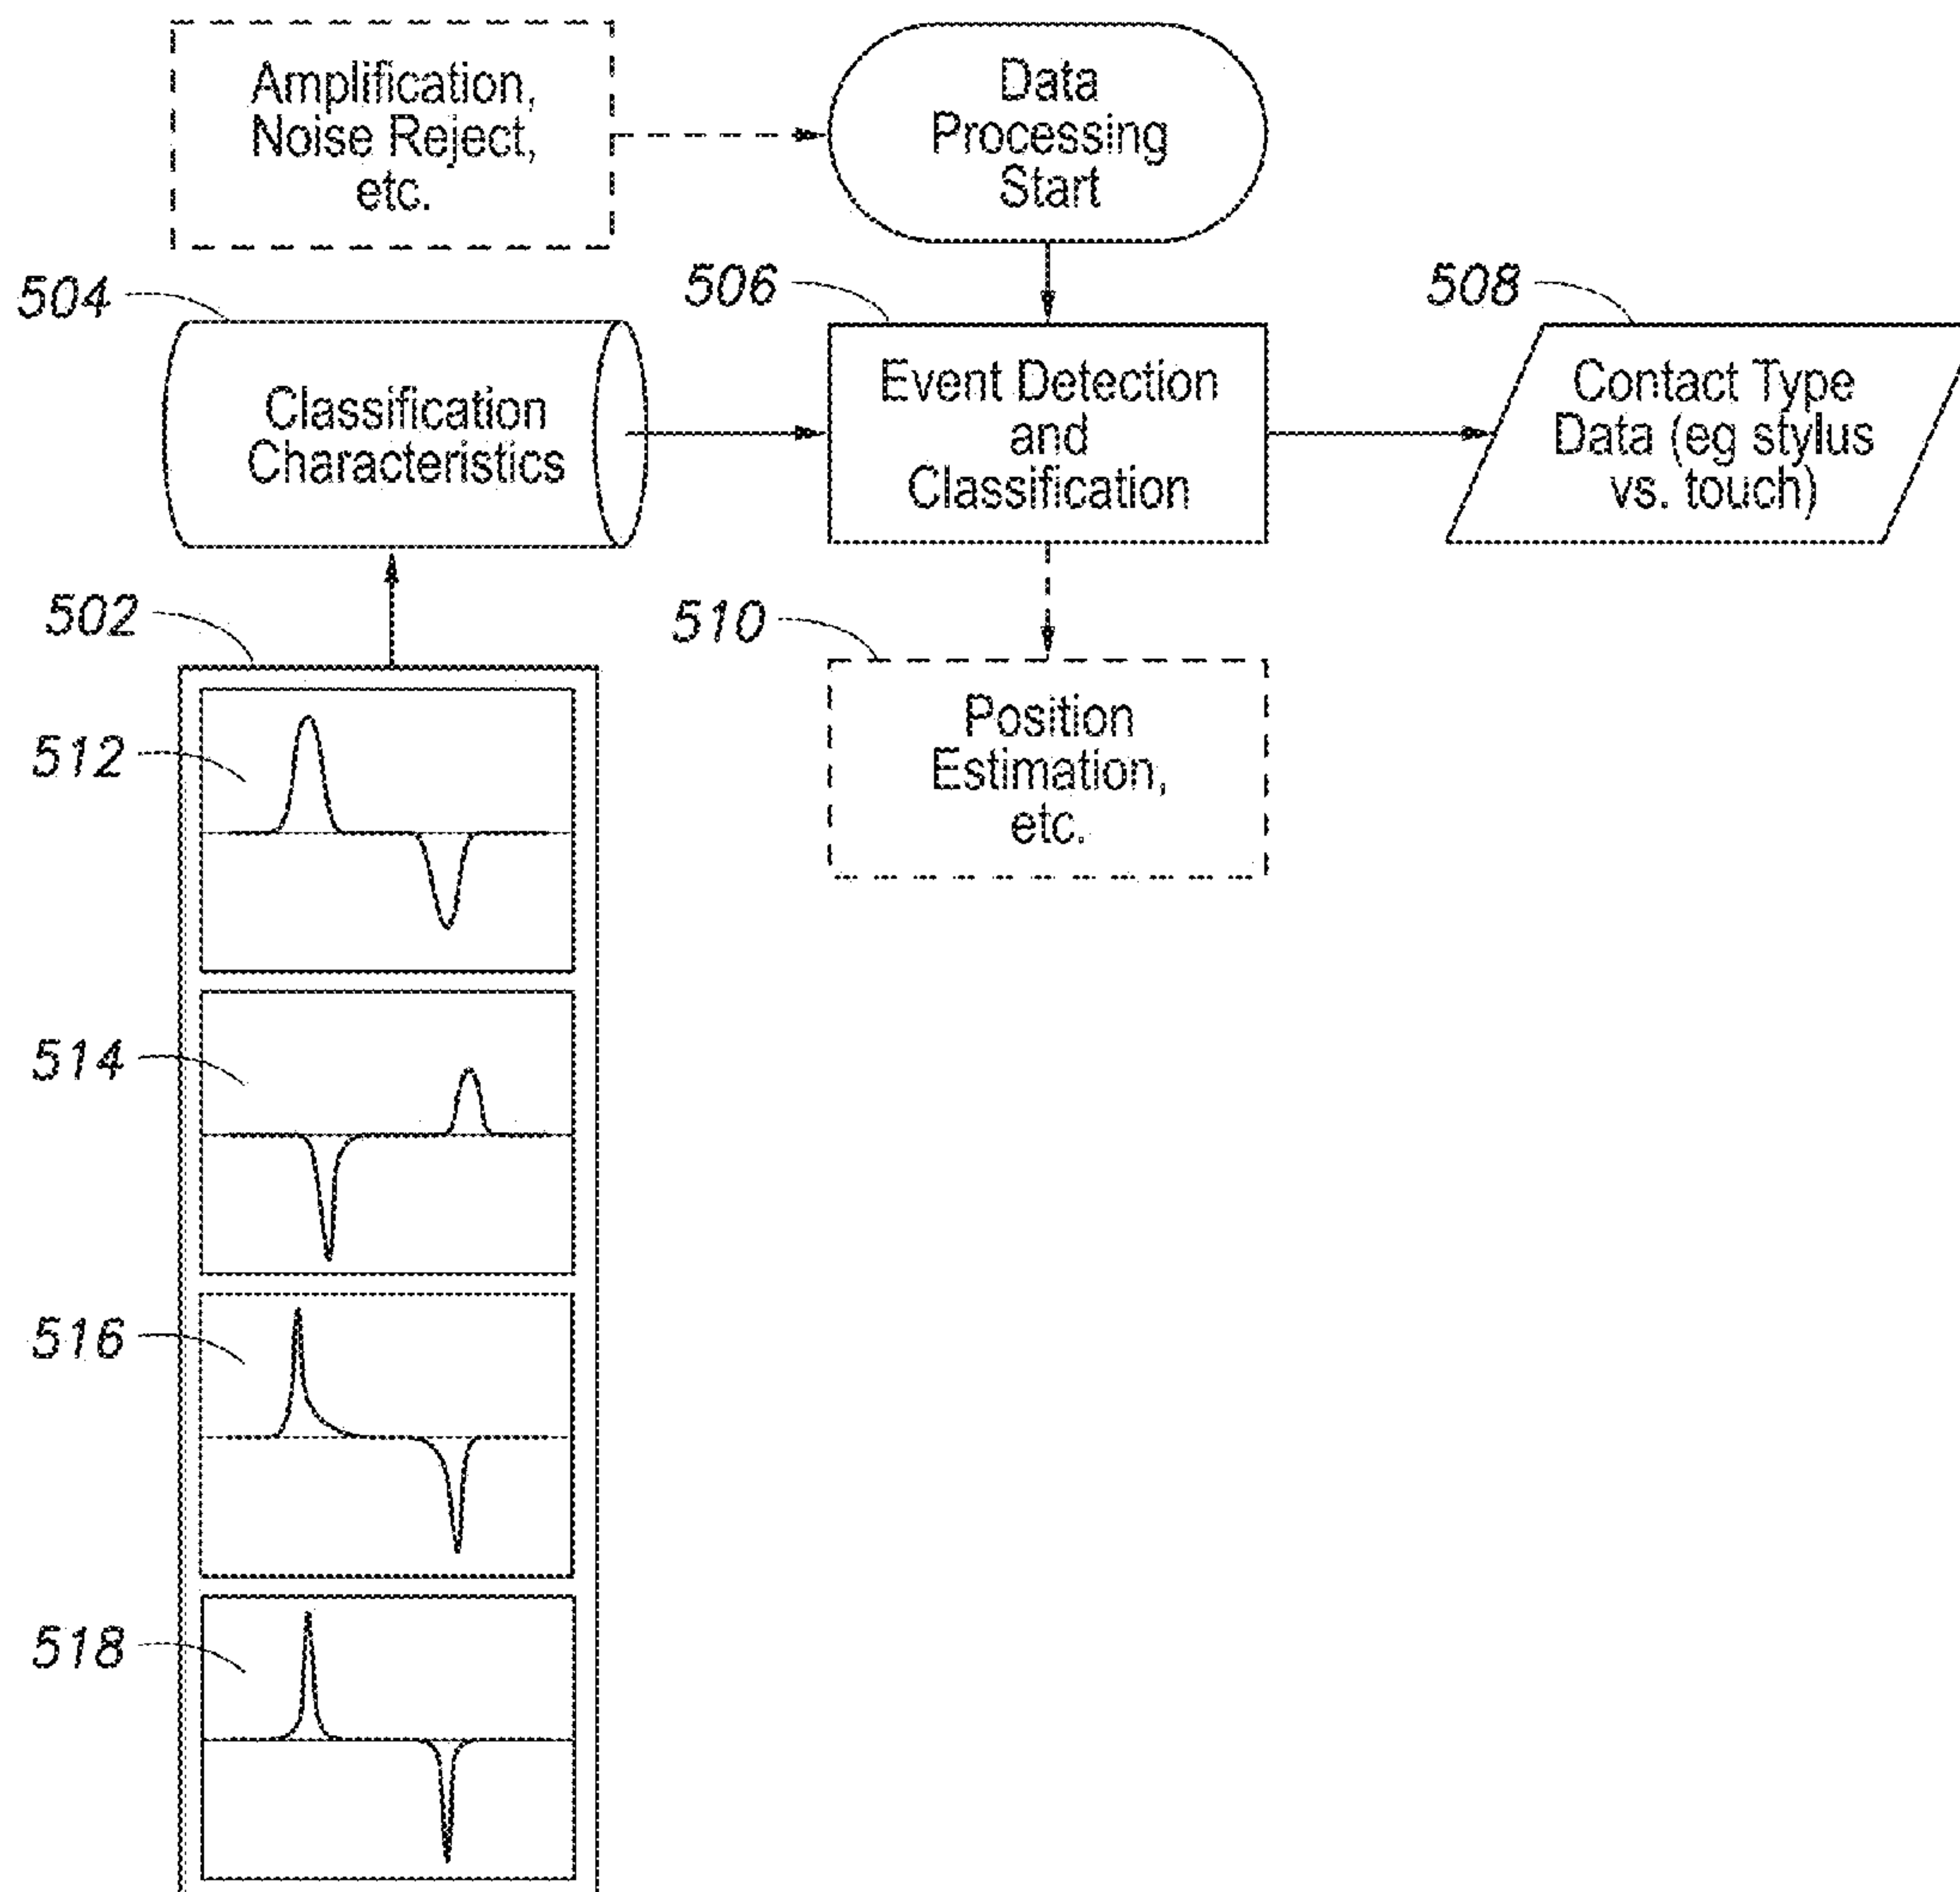 Amplification,
Noise Reject,
etc.
Data
Processing
Start
504
506
508
Classification
Characteristics
Event Detection
and
Classification
Contact Type
Data (eg stylus
vs. touch)
502
510
Position
Estimation,
etc.
512
514
516
518